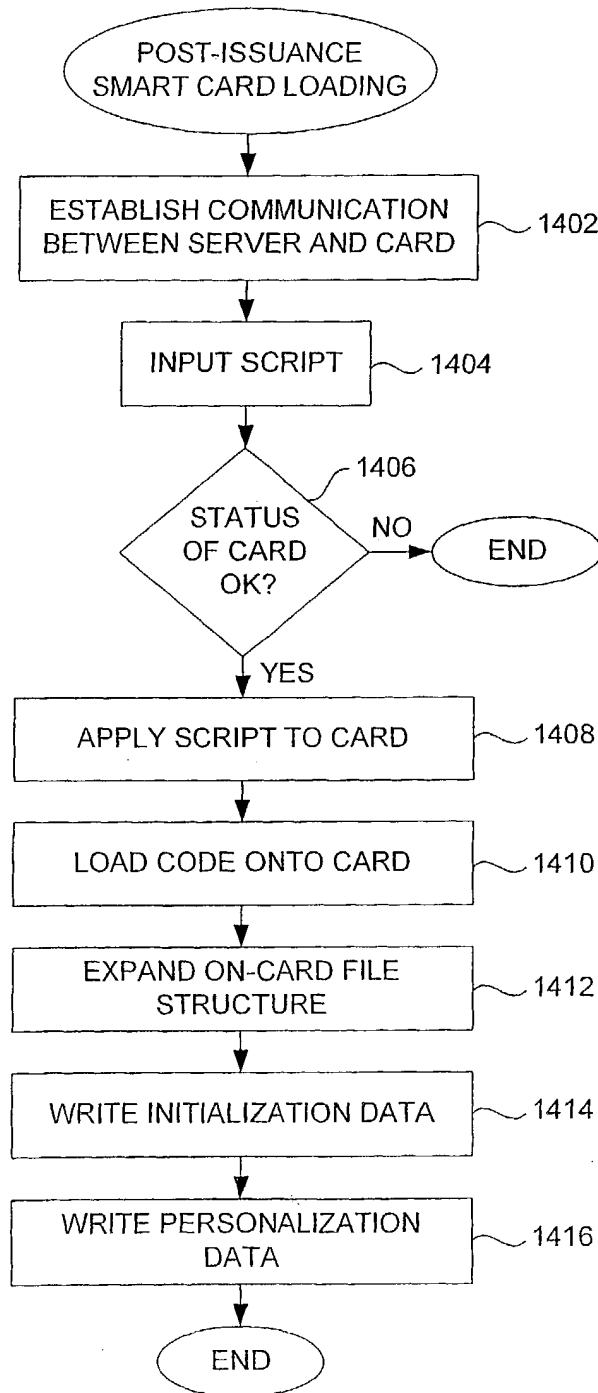 POST-ISSUANCE
SMART CARD LOADING
ESTABLISH COMMUNICATION
BETWEEN SERVER AND CARD
1402
INPUT SCRIPT
1404
1406
STATUS
OF CARD
OK?
NO
END
YES
APPLY SCRIPT TO CARD
1408
LOAD CODE ONTO CARD
1410
EXPAND ON-CARD FILE
STRUCTURE
1412
WRITE INITIALIZATION DATA
1414
WRITE PERSONALIZATION
DATA
1416
END